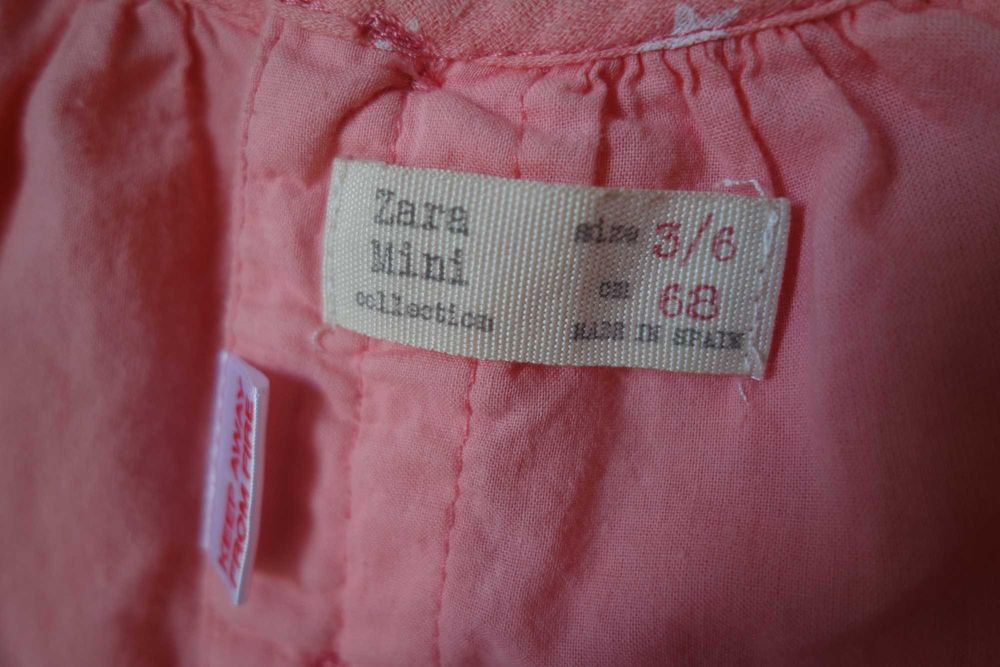 Zara
Mini
collection
size 3/6
cm 68
MADE IN SPAIN
KEEP AWAY
FROM FIRE